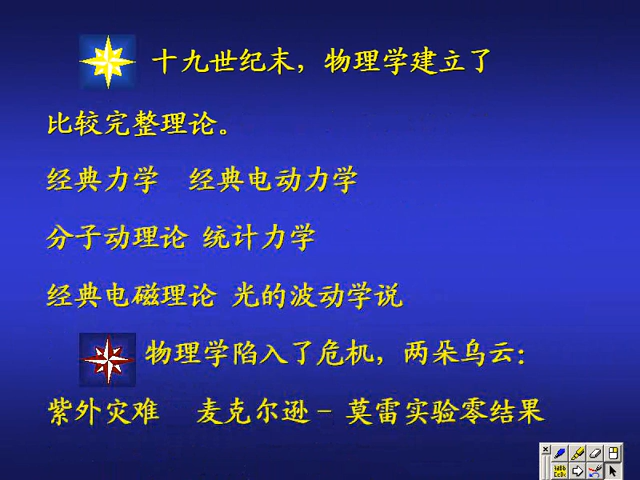 十九世纪末，物理学建立了
比较完整理论。
经典力学 经典电动力学
分子动理论 统计力学
经典电磁理论 光的波动学说
物理学陷入了危机，两朵乌云：
紫外灾难 麦克尔逊－莫雷实验零结果